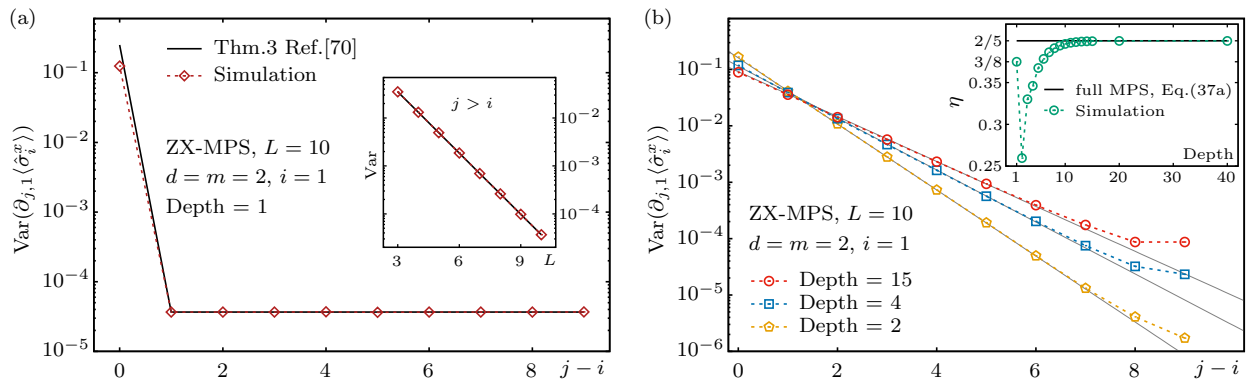 (a)
Var(∂j,1⟨σ̂ᵢˣ⟩)
10⁻¹
10⁻²
10⁻³
10⁻⁴
10⁻⁵
Thm.3 Ref.[70]
Simulation
ZX-MPS, L = 10
d = m = 2, i = 1
Depth = 1
j > i
Var
10⁻²
10⁻³
10⁻⁴
3 6 9 L
0 2 4 6 8 j − i
(b)
Var(∂j,1⟨σ̂ᵢˣ⟩)
10⁻¹
10⁻²
10⁻³
10⁻⁴
10⁻⁵
10⁻⁶
η
2/5
3/8
0.35
0.3
0.25
full MPS, Eq.(37a)
Simulation
Depth
1 10 20 30 40
ZX-MPS, L = 10
d = m = 2, i = 1
Depth = 15
Depth = 4
Depth = 2
0 2 4 6 8 j − i